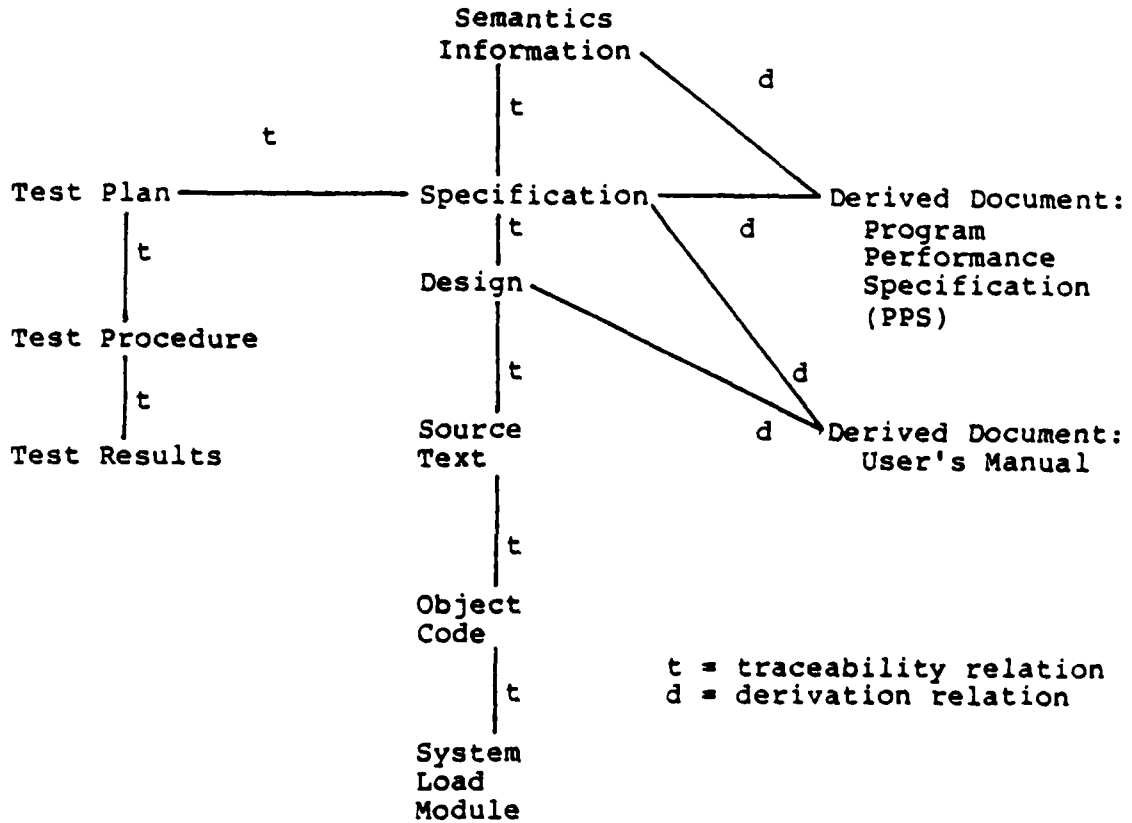 Semantics
Information
d
t
t
Test Plan
Specification
Derived Document:
Program
Performance
Specification
(PPS)
t
d
t
Design
Test Procedure
t
d
t
Source
Text
d
Derived Document:
User's Manual
Test Results
t
Object
Code
t = traceability relation
d = derivation relation
t
System
Load
Module